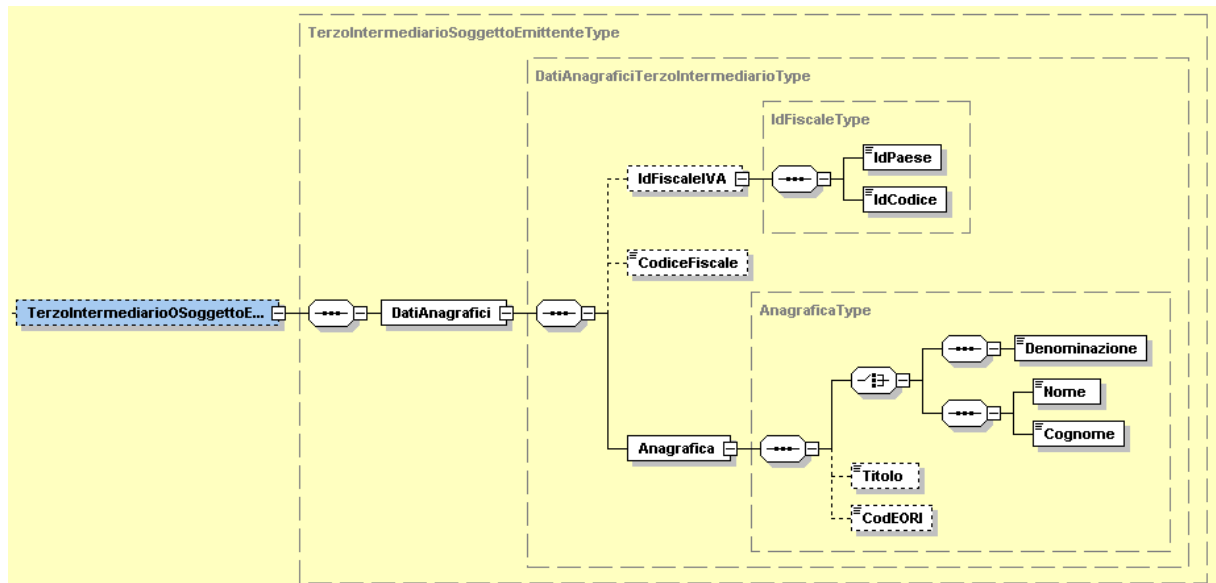 TerzoIntermediarioSoggettoEmittenteType
DatiAnagraficiTerzoIntermediarioType
IdFiscaleType
IdPaese
IdFiscaleIVA
IdCodice
CodiceFiscale
AnagraficaType
TerzoIntermediarioOSoggettoE...
DatiAnagrafici
Denominazione
Nome
Cognome
Anagrafica
Titolo
CodEORI